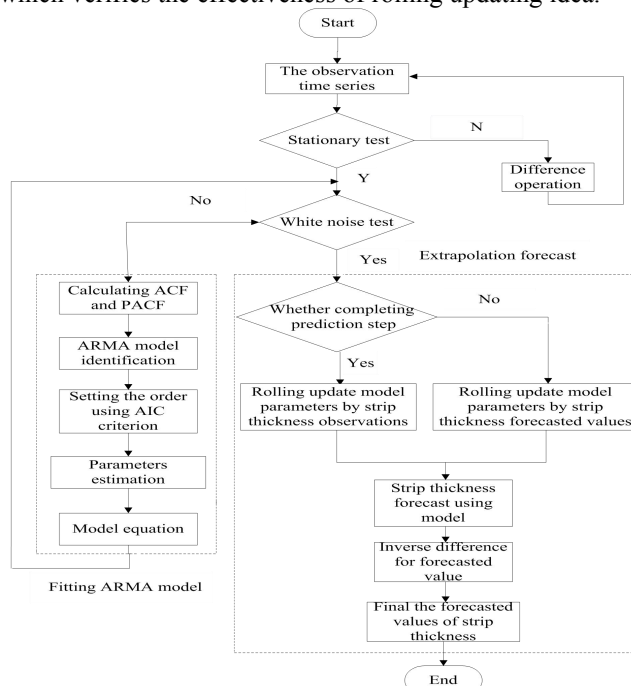 which verifies the effectiveness of rolling updating idea.
Start
The observation
time series
Stationary test
N
Difference
operation
Y
No
White noise test
Yes
Extrapolation forecast
Calculating ACF
and PACF
ARMA model
identification
Setting the order
using AIC
criterion
Parameters
estimation
Model equation
Fitting ARMA model
Whether completing
prediction step
No
Yes
Rolling update model
parameters by strip
thickness observations
Rolling update model
parameters by strip
thickness forecasted values
Strip thickness
forecast using
model
Inverse difference
for forecasted
value
Final the forecasted
values of strip
thickness
End